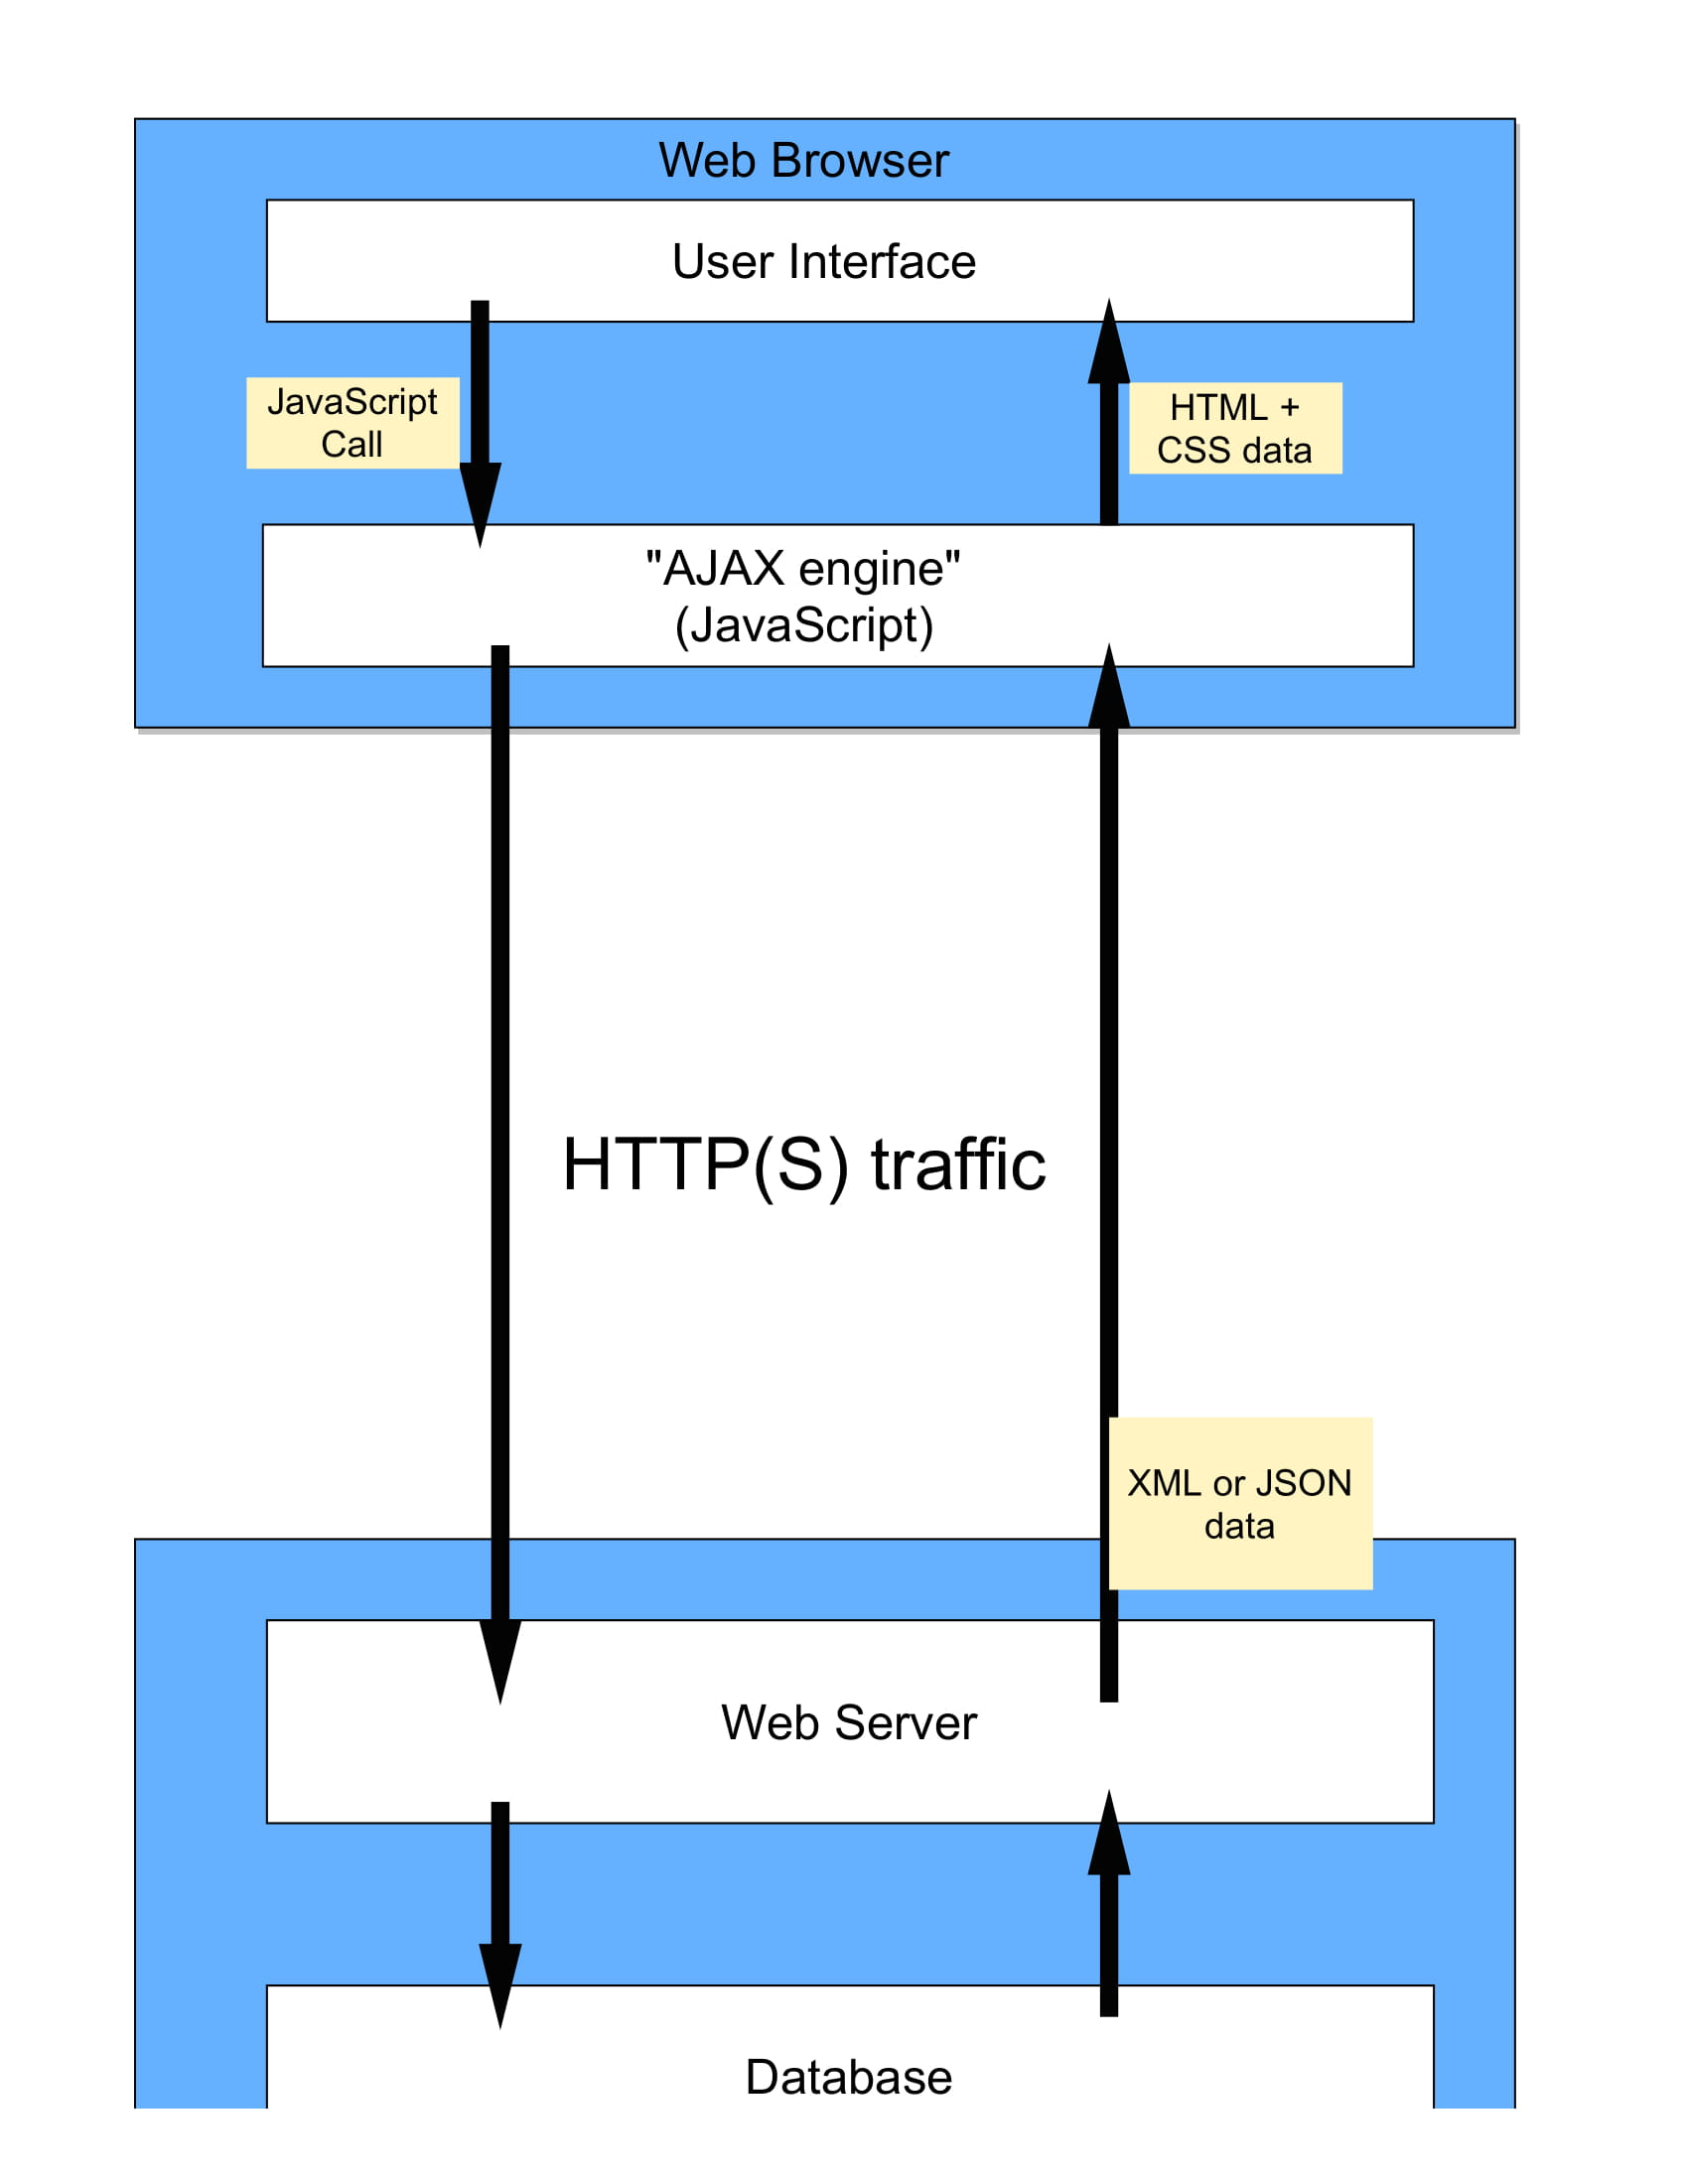 Web Browser
User Interface
JavaScript
Call
HTML +
CSS data
"AJAX engine"
(JavaScript)
HTTP(S) traffic
XML or JSON
data
Web Server
Database